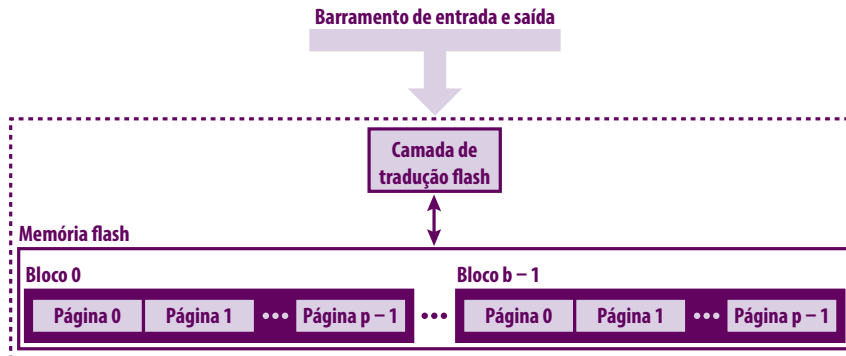 Barramento de entrada e saída
Camada de
tradução flash
Memória flash
Bloco 0
Bloco b – 1
Página 0 Página 1 ••• Página p – 1 ••• Página 0 Página 1 ••• Página p – 1